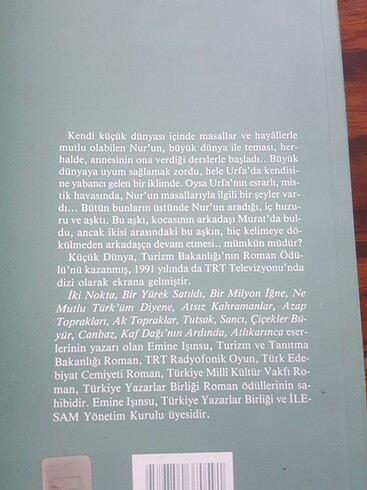 Kendi küçük dünyası içinde masallar ve hayâllerle
mutlu olabilen Nur'un, büyük dünya ile teması, her-
halde, annesinin ona verdiği derslerle başladı.. Büyük
dünyaya uyum sağlamak zordu, hele Urfa'da kendisi-
ne yabancı gelen bir iklimde. Oysa Urfa'nın esrarlı, mis-
tik havasında, Nur'un masallarıyla ilgili bir şeyler var-
dı... Bütün bunların üstünde Nur'un aradığı, iç huzu-
ru ve aşktı. Bu aşkı, kocasının arkadaşı Murat'da bul-
du, ancak ikisi arasındaki bu aşkın, hiç kelimeye dö-
külmeden arkadaşça devam etmesi.. mümkün müdür?
Küçük Dünya, Turizm Bakanlığı'nın Roman Ödü-
lü'nü kazanmış, 1991 yılında da TRT Televizyonu'nda
dizi olarak ekrana gelmiştir.
İki Nokta, Bir Yürek Satıldı, Bir Milyon İğne, Ne
Mutlu Türk'üm Diyene, Atsız Kahramanlar, Azap
Toprakları, Ak Topraklar, Tutsak, Sancı, Çiçekler Bü-
yür, Canbaz, Kaf Dağı'nın Ardında, Atlıkarınca eser-
lerinin yazarı olan Emine Işınsu, Turizm ve Tanıtma
Bakanlığı Roman, TRT Radyofonik Oyun, Türk Ede-
biyat Cemiyeti Roman, Türkiye Millî Kültür Vakfı Ro-
man, Türkiye Yazarlar Birliği Roman ödüllerinin sa-
hibidir. Emine Işınsu, Türkiye Yazarlar Birliği ve İLE-
SAM Yönetim Kurulu üyesidir.